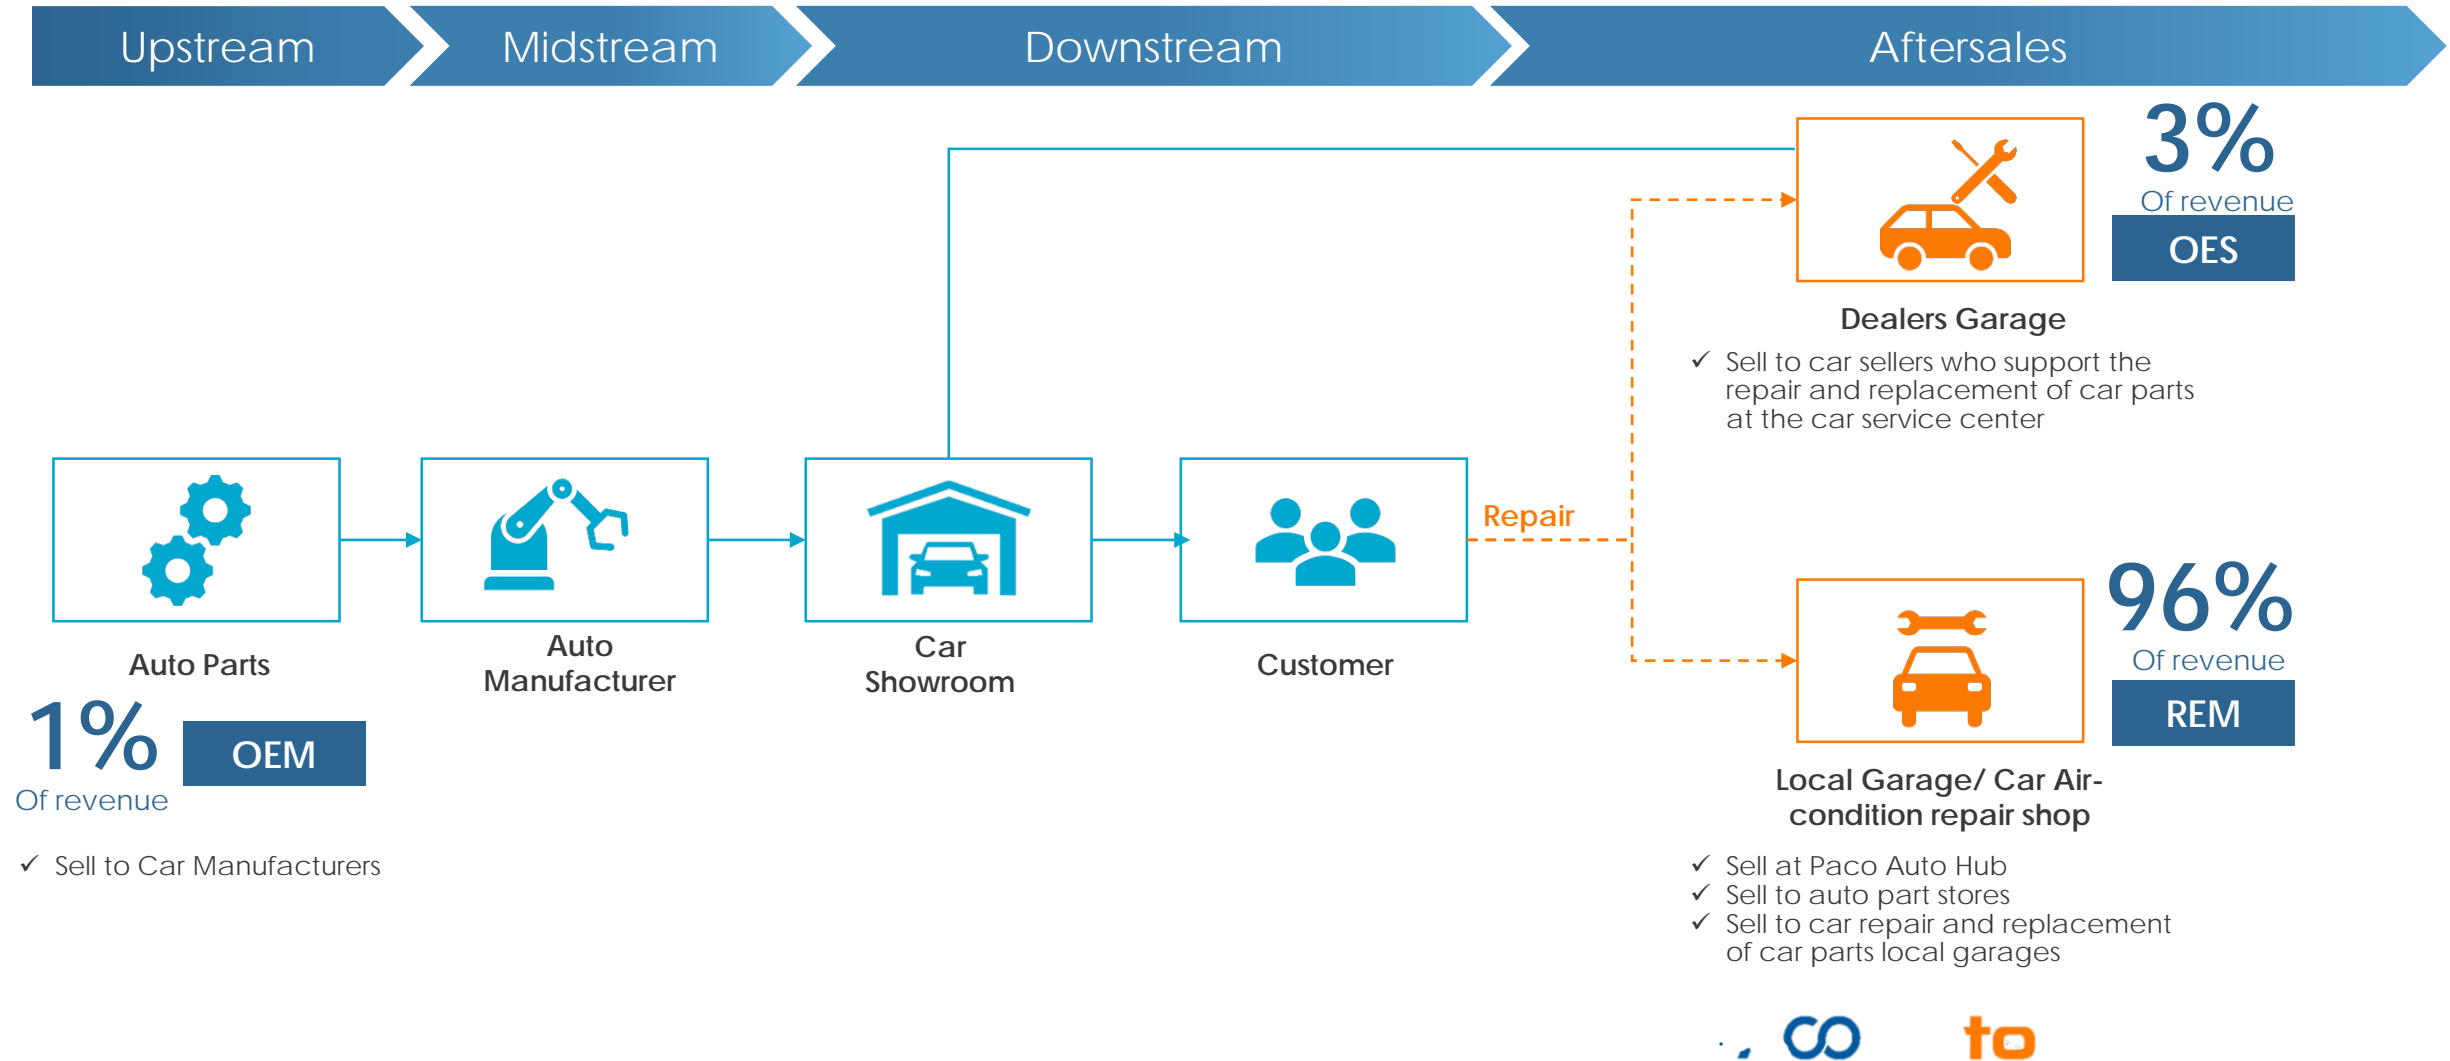 Upstream
Midstream
Downstream
Aftersales
3%
Of revenue
OES
Dealers Garage
✓ Sell to car sellers who support the
repair and replacement of car parts
at the car service center
Repair
Auto Parts
Auto
Manufacturer
Car
Showroom
Customer
96%
Of revenue
REM
1%
OEM
Of revenue
✓ Sell to Car Manufacturers
Local Garage/ Car Air-
condition repair shop
✓ Sell at Paco Auto Hub
✓ Sell to auto part stores
✓ Sell to car repair and replacement
of car parts local garages